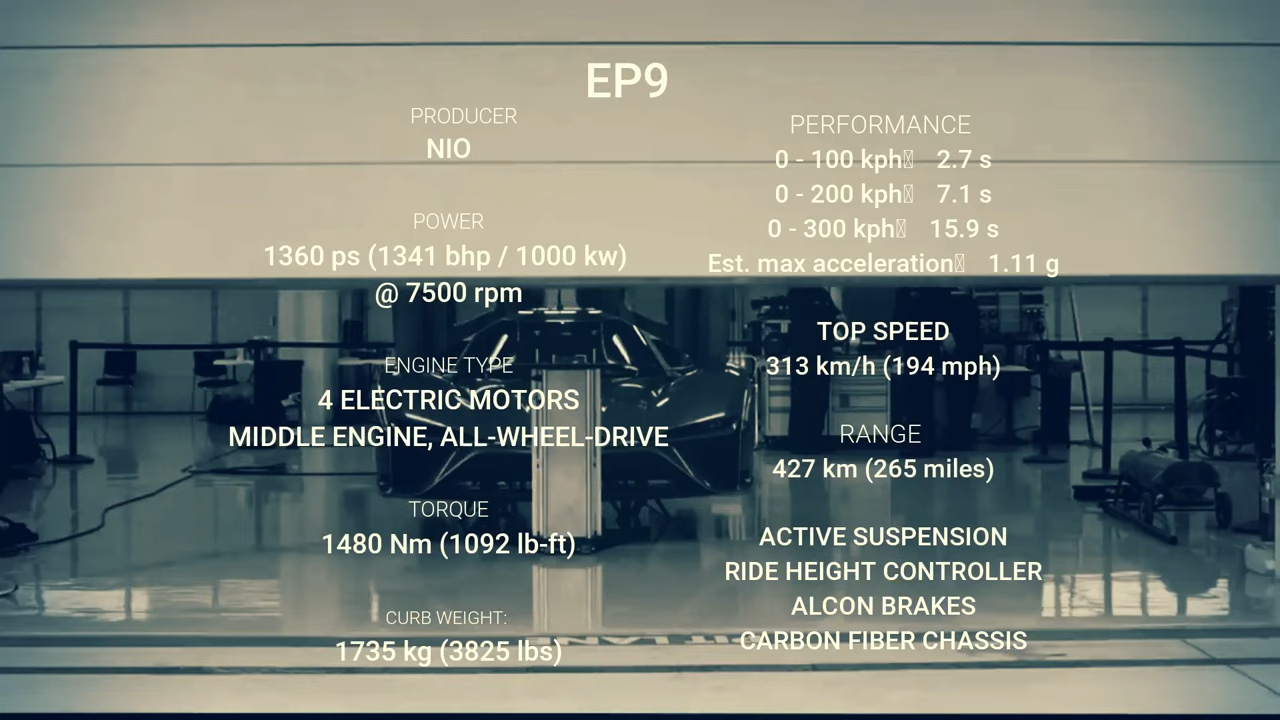 EP9
PRODUCER
NIO
POWER
1360 ps (1341 bhp / 1000 kw)
@ 7500 rpm
ENGINE TYPE
4 ELECTRIC MOTORS
MIDDLE ENGINE, ALL-WHEEL-DRIVE
TORQUE
1480 Nm (1092 lb-ft)
CURB WEIGHT:
1735 kg (3825 lbs)
PERFORMANCE
0 - 100 kph 2.7 s
0 - 200 kph 7.1 s
0 - 300 kph 15.9 s
Est. max acceleration 1.11 g
TOP SPEED
313 km/h (194 mph)
RANGE
427 km (265 miles)
ACTIVE SUSPENSION
RIDE HEIGHT CONTROLLER
ALCON BRAKES
CARBON FIBER CHASSIS